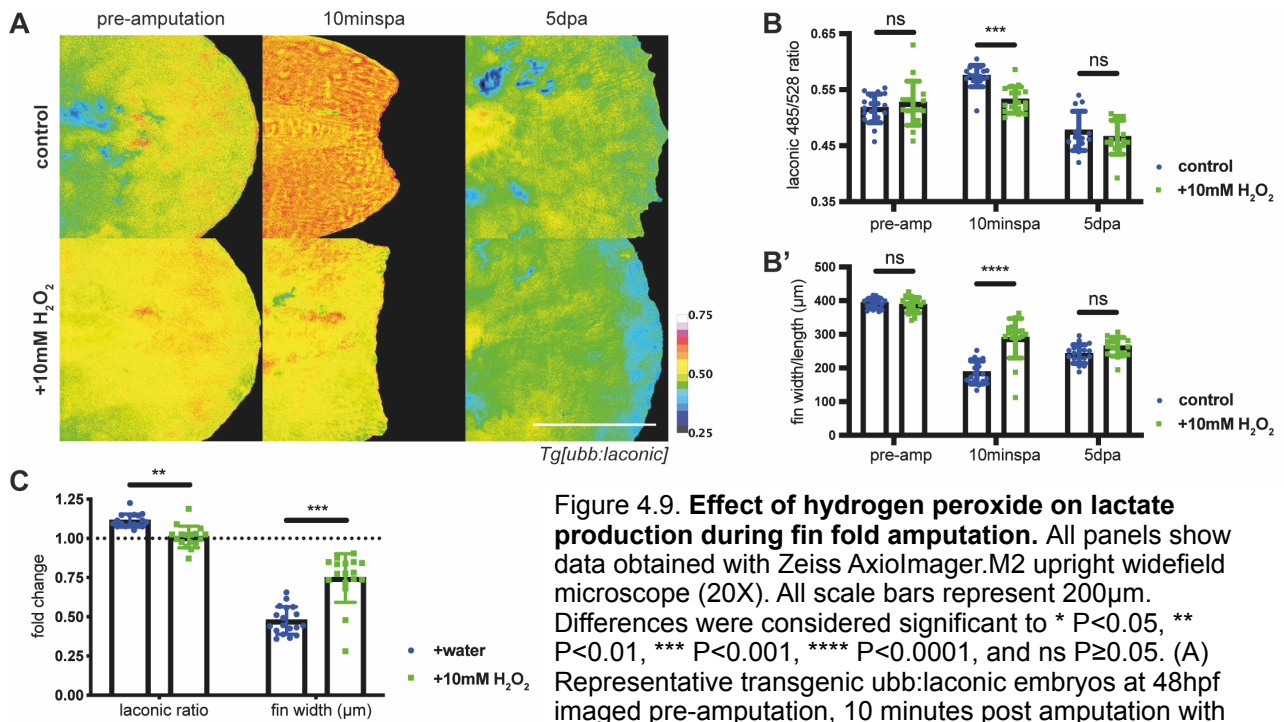 A
pre-amputation 10minspa 5dpa
control
+10mM H₂O₂
0.75
0.50
0.25
Tg[ubb:laconic]
B
laconic 485/528 ratio
0.65
0.55
0.45
0.35
ns
***
ns
pre-amp 10minspa 5dpa
control
+10mM H₂O₂
B'
fin width/length (µm)
500
400
300
200
100
0
ns
****
ns
pre-amp 10minspa 5dpa
control
+10mM H₂O₂
C
fold change
1.25
1.00
0.75
0.50
0.25
0.00
**
***
laconic ratio fin width (µm)
+water
+10mM H₂O₂
Figure 4.9. Effect of hydrogen peroxide on lactate
production during fin fold amputation. All panels show
data obtained with Zeiss AxioImager.M2 upright widefield
microscope (20X). All scale bars represent 200µm.
Differences were considered significant to * P<0.05, **
P<0.01, *** P<0.001, **** P<0.0001, and ns P≥0.05. (A)
Representative transgenic ubb:laconic embryos at 48hpf
imaged pre-amputation, 10 minutes post amputation with